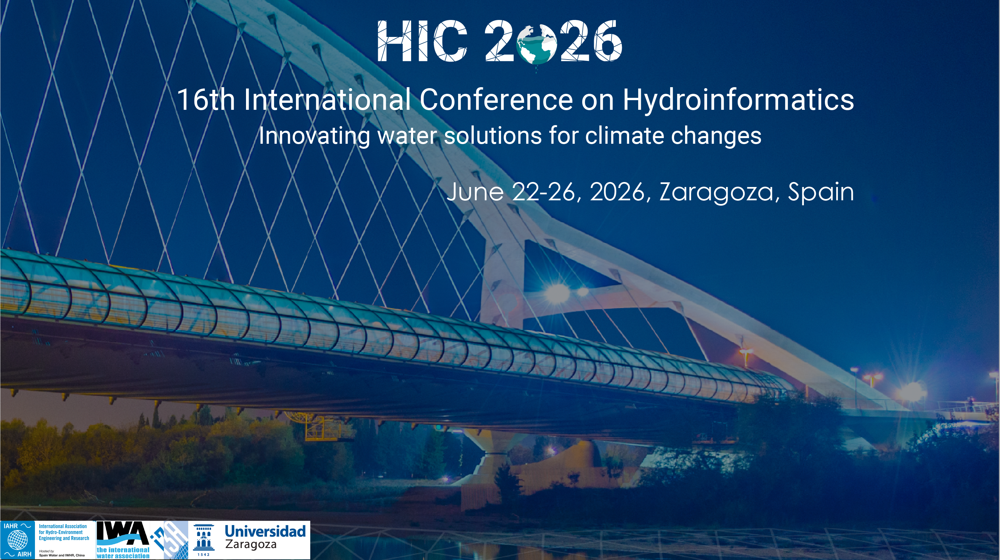 HIC 2026
16th International Conference on Hydroinformatics
Innovating water solutions for climate changes
June 22-26, 2026, Zaragoza, Spain
IAHR
AIRH
International Association
for Hydro-Environment
Engineering and Research
Hosted by
Spain Water and IWHR, China
IWA
the international
water association
i3A
Universidad
Zaragoza
1542